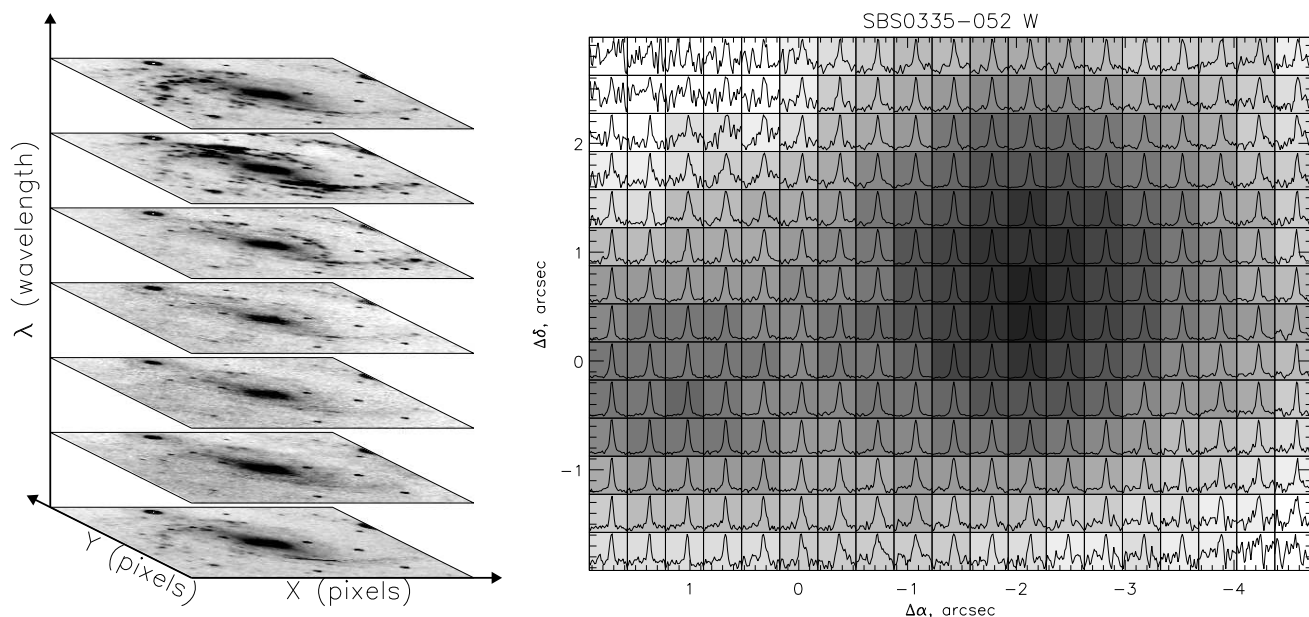 λ (wavelength)
Y (pixels)
X (pixels)
SBS0335-052 W
Δδ, arcsec
2
1
0
-1
1
0
-1
-2
-3
-4
Δα, arcsec